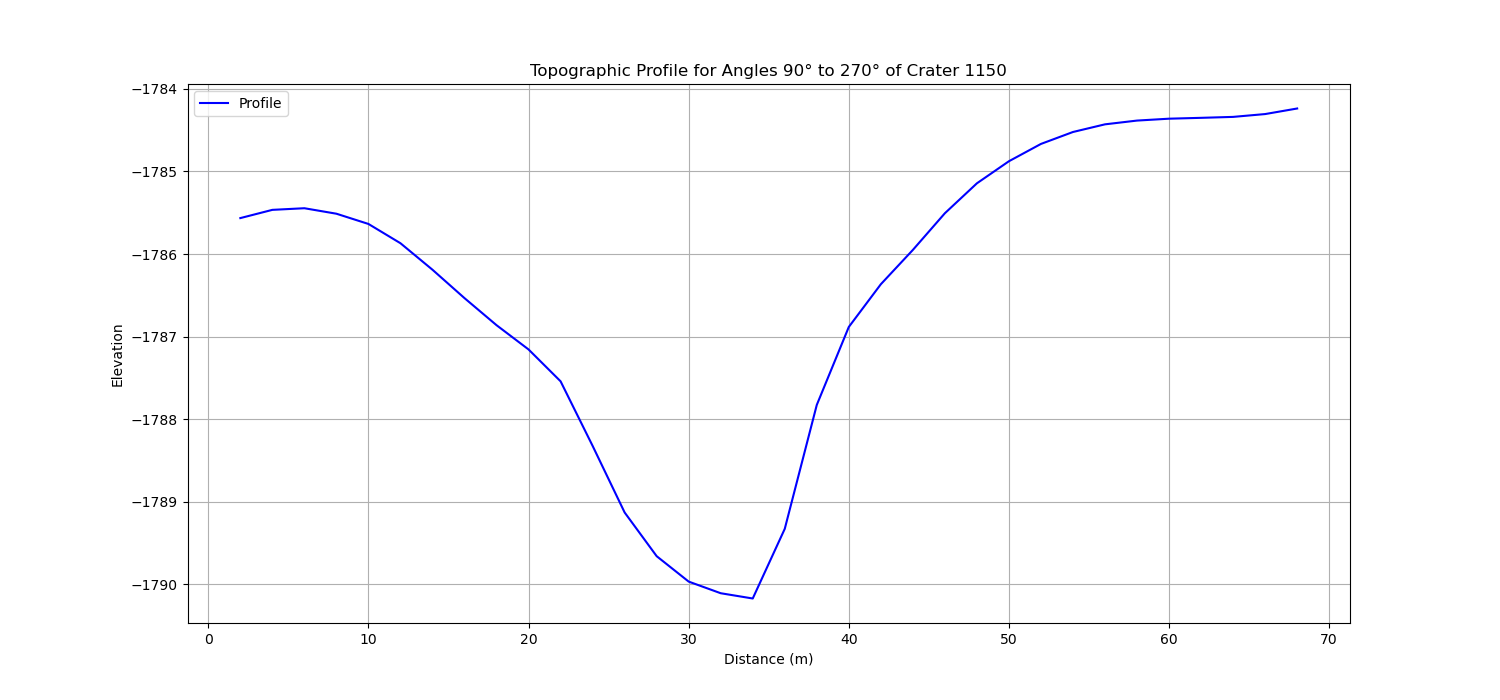 Topographic Profile for Angles 90° to 270° of Crater 1150
Profile
Elevation
−1784
−1785
−1786
−1787
−1788
−1789
−1790
0 10 20 30 40 50 60 70
Distance (m)